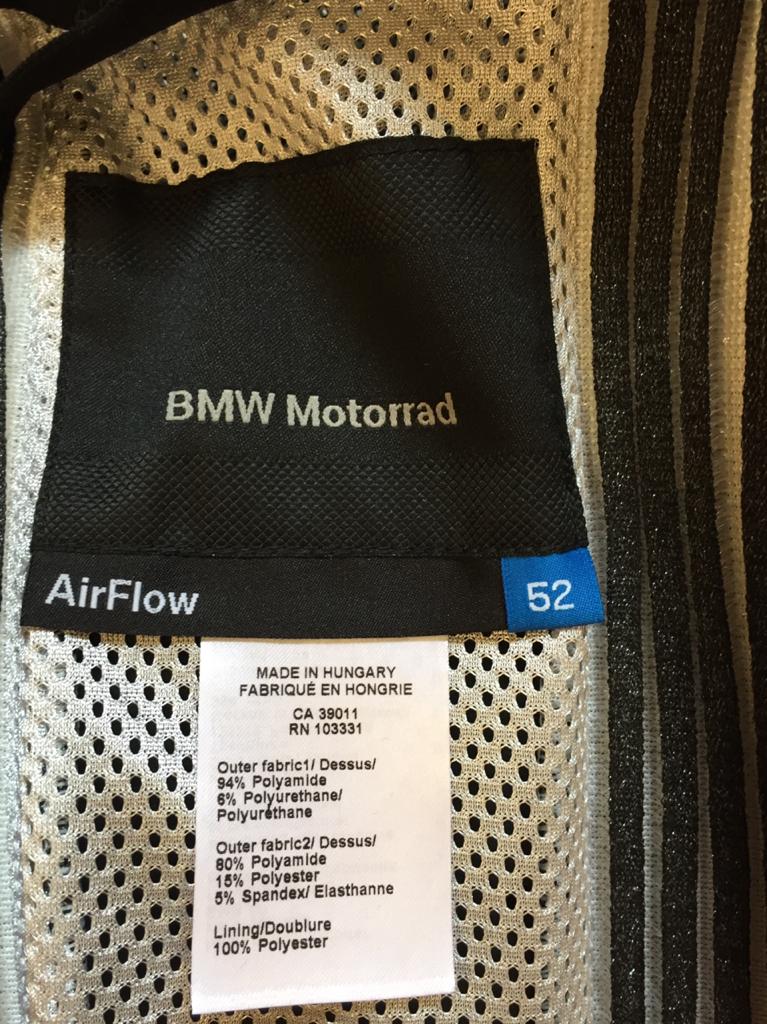 BMW Motorrad
AirFlow
52
MADE IN HUNGARY
FABRIQUÉ EN HONGRIE
CA 39011
RN 103331
Outer fabric1/ Dessus/
94% Polyamide
6% Polyurethane/
Polyuréthane
Outer fabric2/ Dessus/
80% Polyamide
15% Polyester
5% Spandex/ Elasthanne
Lining/Doublure
100% Polyester